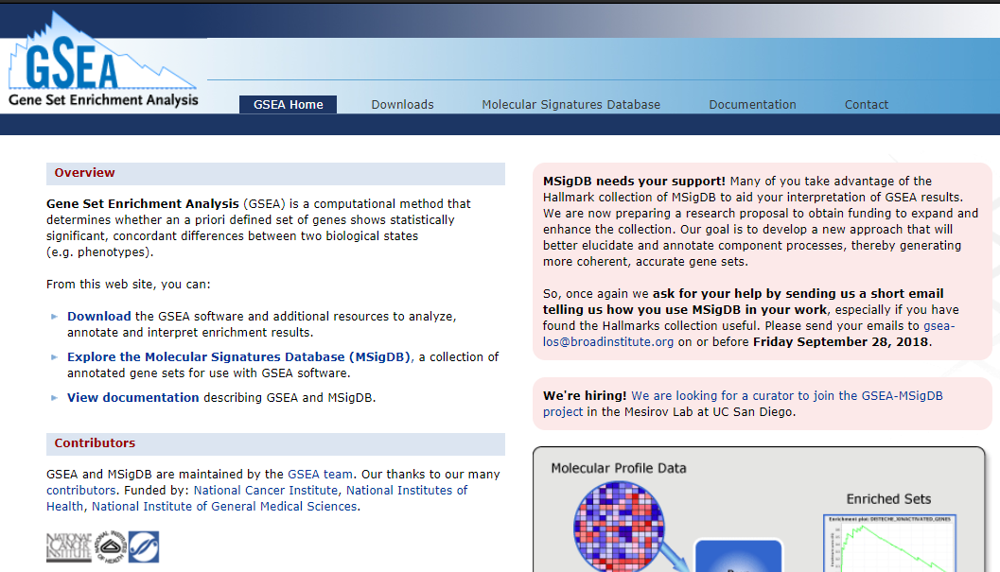 GSEA
Gene Set Enrichment Analysis
GSEA Home
Downloads
Molecular Signatures Database
Documentation
Contact
Overview
Gene Set Enrichment Analysis (GSEA) is a computational method that
determines whether an a priori defined set of genes shows statistically
significant, concordant differences between two biological states
(e.g. phenotypes).
From this web site, you can:
Download the GSEA software and additional resources to analyze,
annotate and interpret enrichment results.
Explore the Molecular Signatures Database (MSigDB), a collection of
annotated gene sets for use with GSEA software.
View documentation describing GSEA and MSigDB.
Contributors
GSEA and MSigDB are maintained by the GSEA team. Our thanks to our many
contributors. Funded by: National Cancer Institute, National Institutes of
Health, National Institute of General Medical Sciences.
NATIONAL
CANCER
INSTITUTE
MSigDB needs your support! Many of you take advantage of the
Hallmark collection of MSigDB to aid your interpretation of GSEA results.
We are now preparing a research proposal to obtain funding to expand and
enhance the collection. Our goal is to develop a new approach that will
better elucidate and annotate component processes, thereby generating
more coherent, accurate gene sets.
So, once again we ask for your help by sending us a short email
telling us how you use MSigDB in your work, especially if you have
found the Hallmarks collection useful. Please send your emails to gsea-
los@broadinstitute.org on or before Friday September 28, 2018.
We're hiring! We are looking for a curator to join the GSEA-MSigDB
project in the Mesirov Lab at UC San Diego.
Molecular Profile Data
Enriched Sets